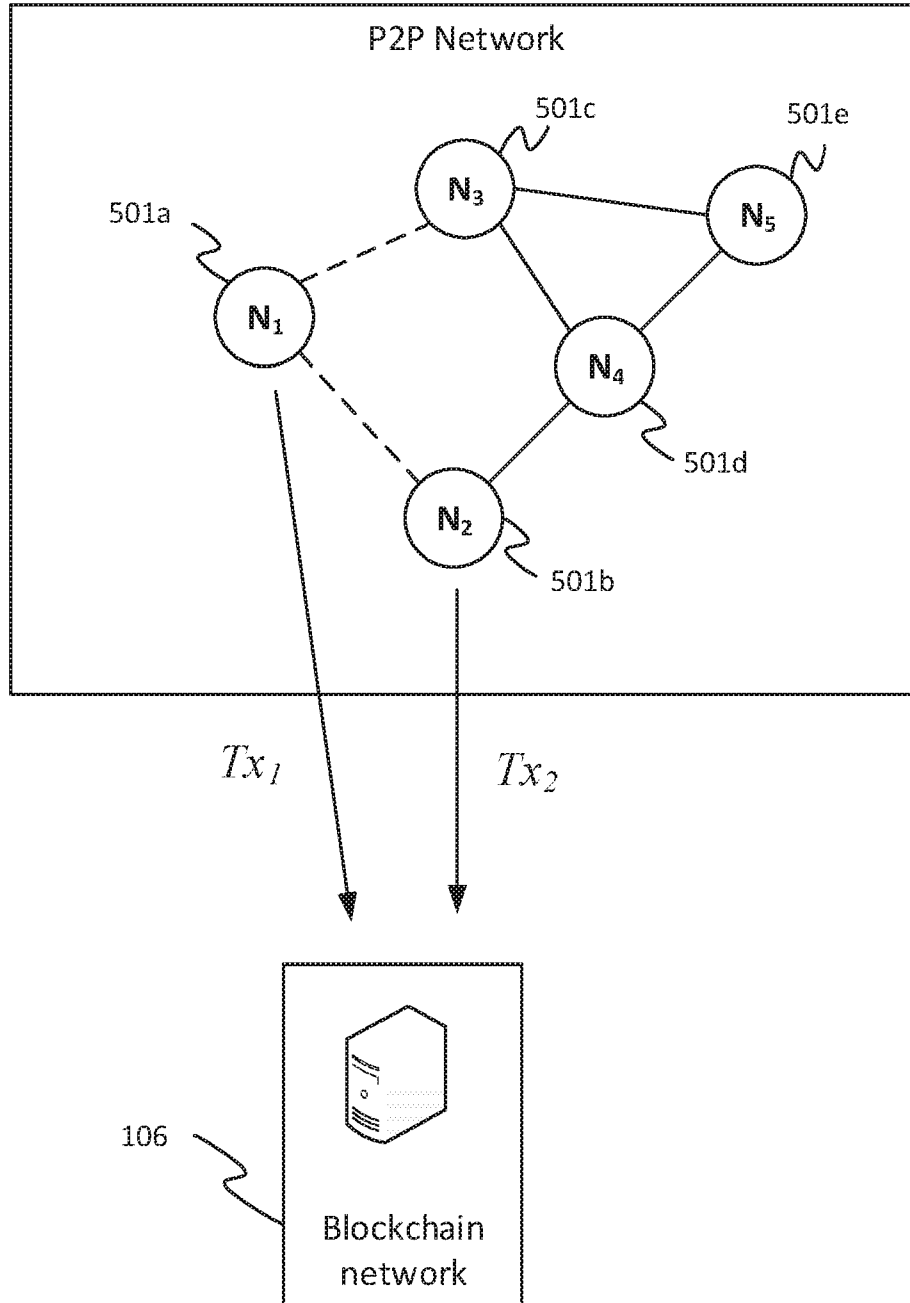 P2P Network
501c
501e
N₃
501a
N₅
N₁
N₄
501d
N₂
501b
Tx₁
Tx₂
106
Blockchain
network